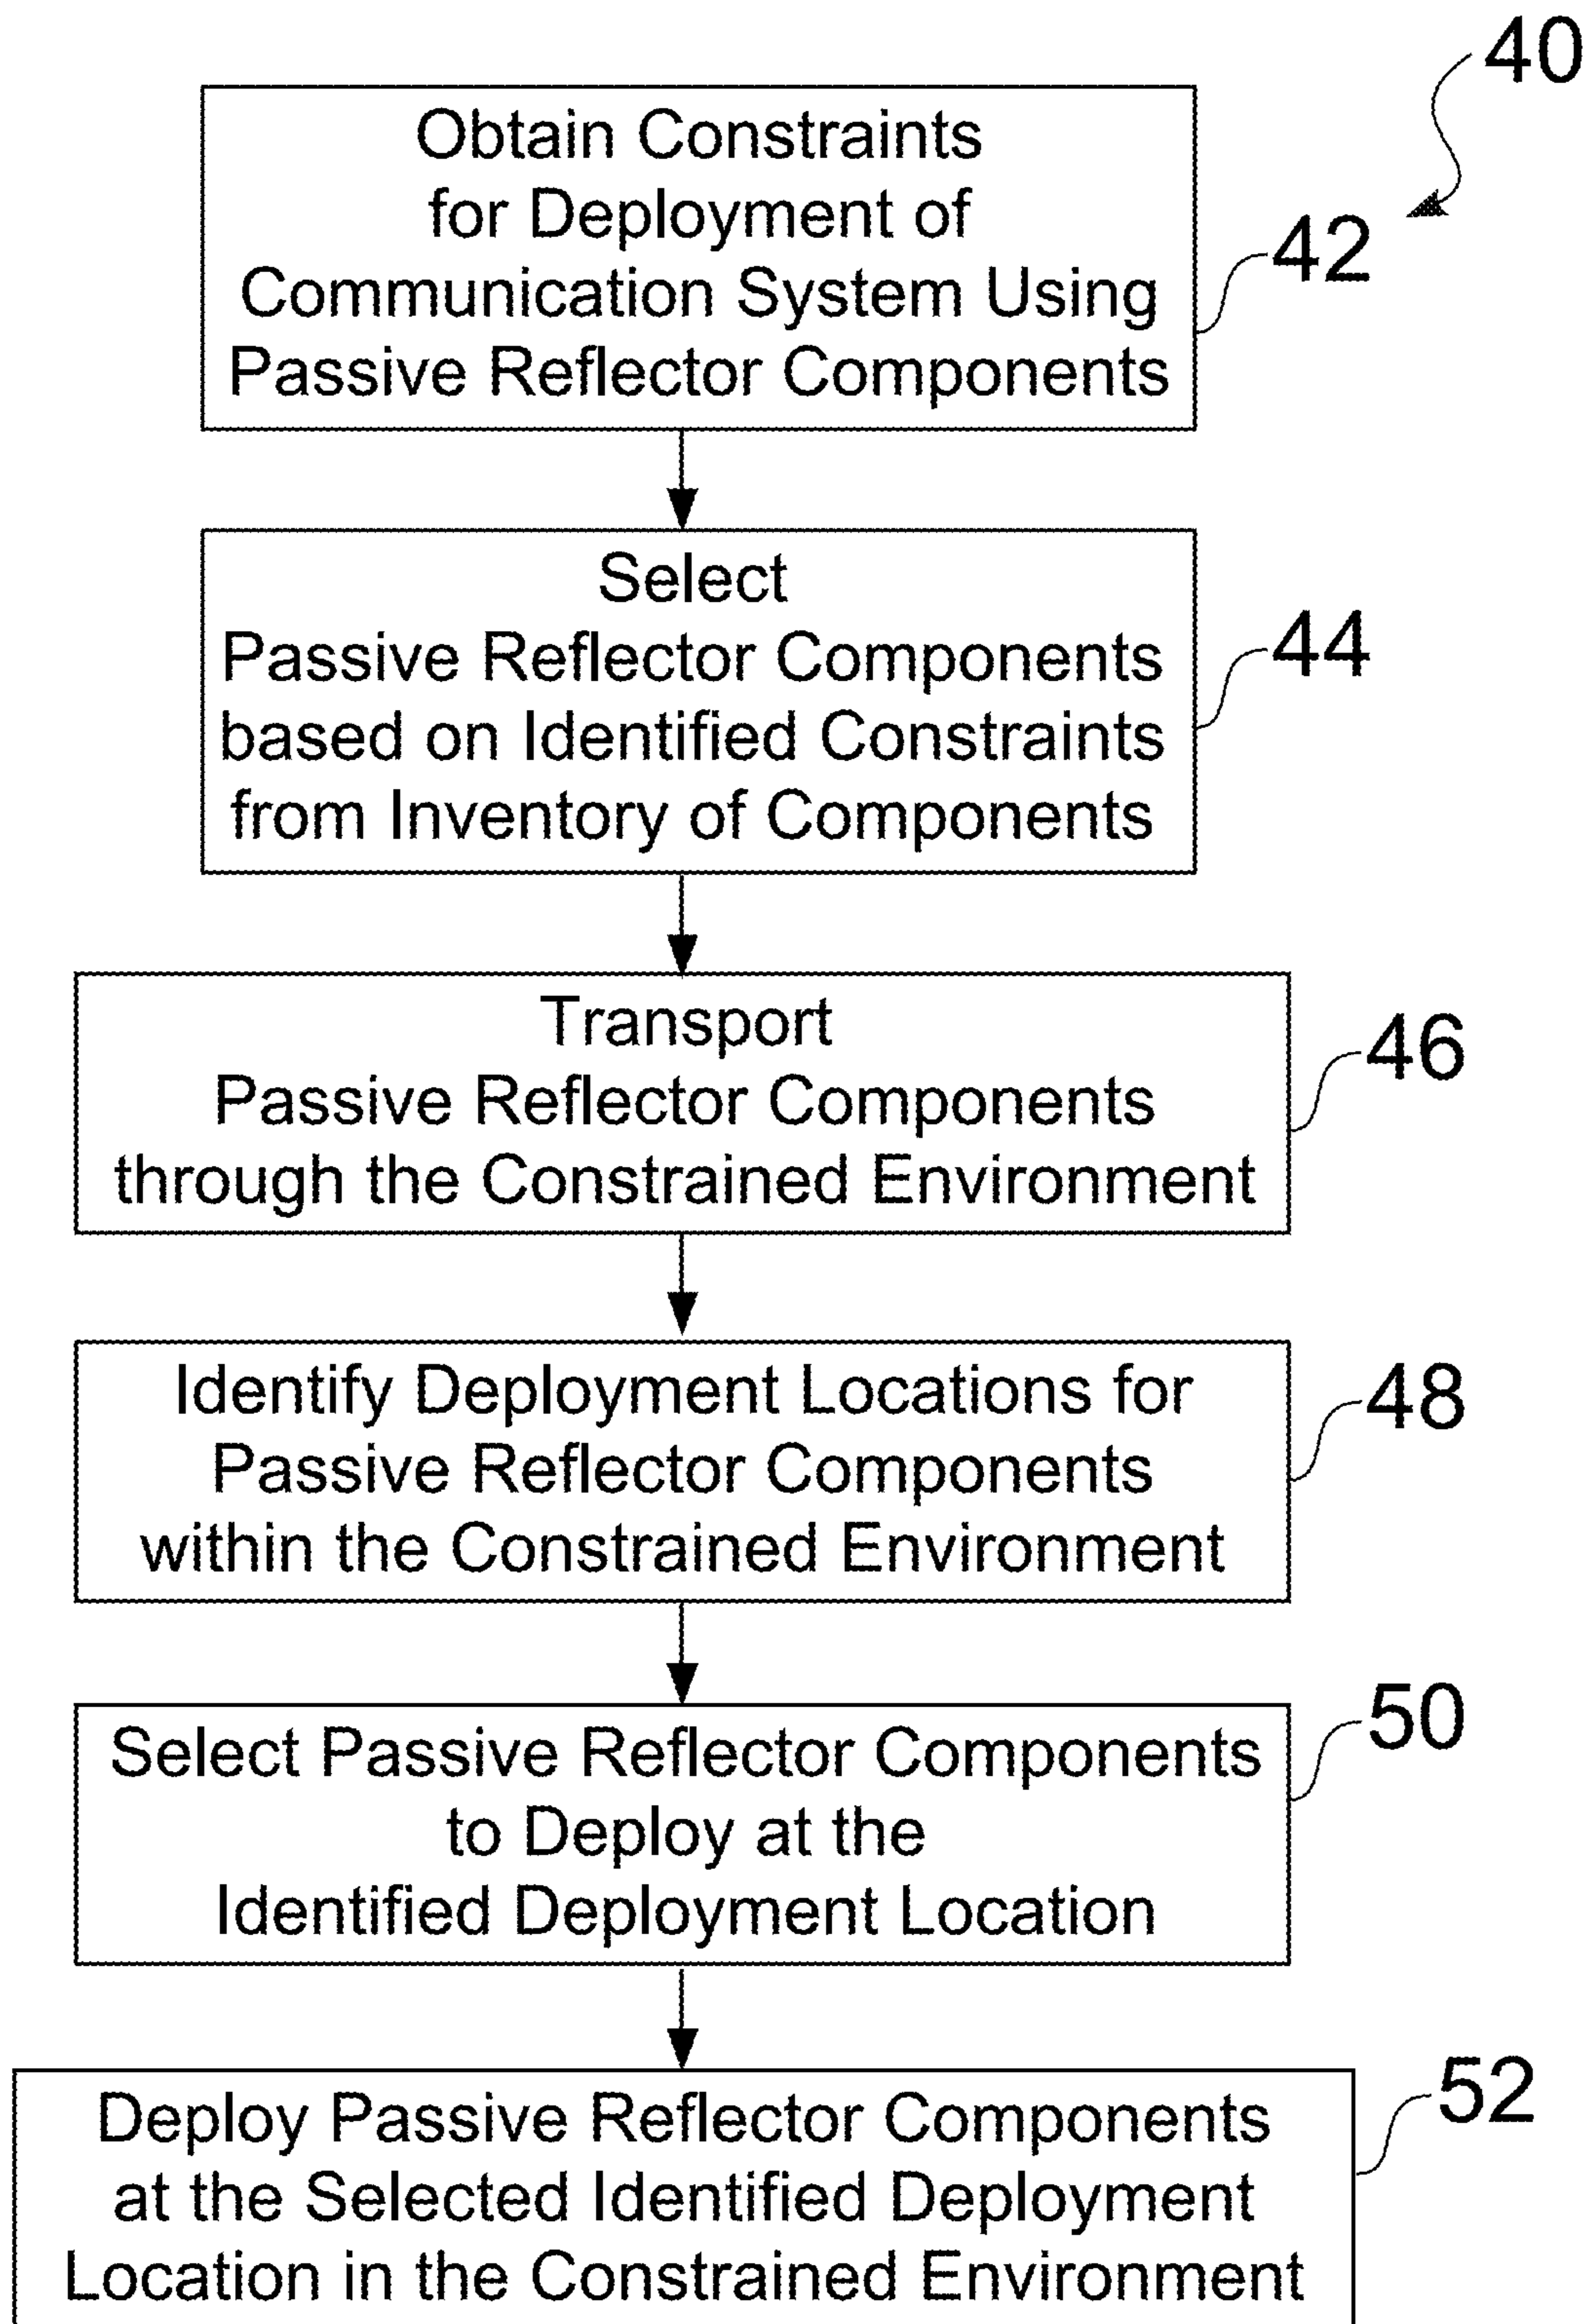 40
Obtain Constraints
for Deployment of
Communication System Using
Passive Reflector Components
42
Select
Passive Reflector Components
based on Identified Constraints
from Inventory of Components
44
Transport
Passive Reflector Components
through the Constrained Environment
46
Identify Deployment Locations for
Passive Reflector Components
within the Constrained Environment
48
Select Passive Reflector Components
to Deploy at the
Identified Deployment Location
50
Deploy Passive Reflector Components
at the Selected Identified Deployment
Location in the Constrained Environment
52